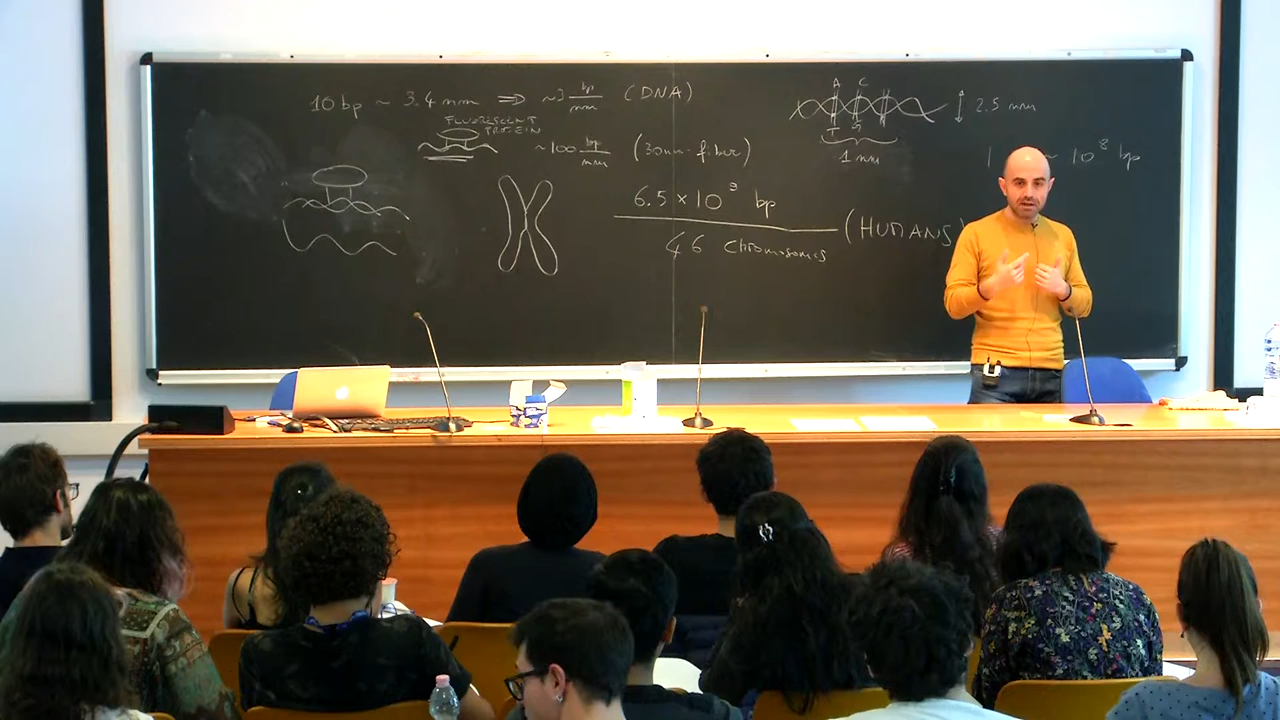 10 bp ~ 3.4 nm ⇒ ~3 bp/nm (DNA)
FLUORESCENT
PROTEIN
~100 bp/nm (30nm-fiber)
6.5 × 10⁹ bp
46 Chromosomes
(HUMANS)
A C
T G
2.5 nm
1 nm
~ 10⁸ bp